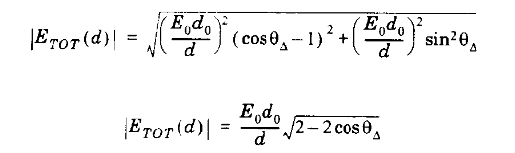 |E_TOT(d)| = √((E₀d₀/d)²(cosθ_Δ−1)² + (E₀d₀/d)² sin²θ_Δ)
|E_TOT(d)| = E₀d₀/d √(2−2cosθ_Δ)